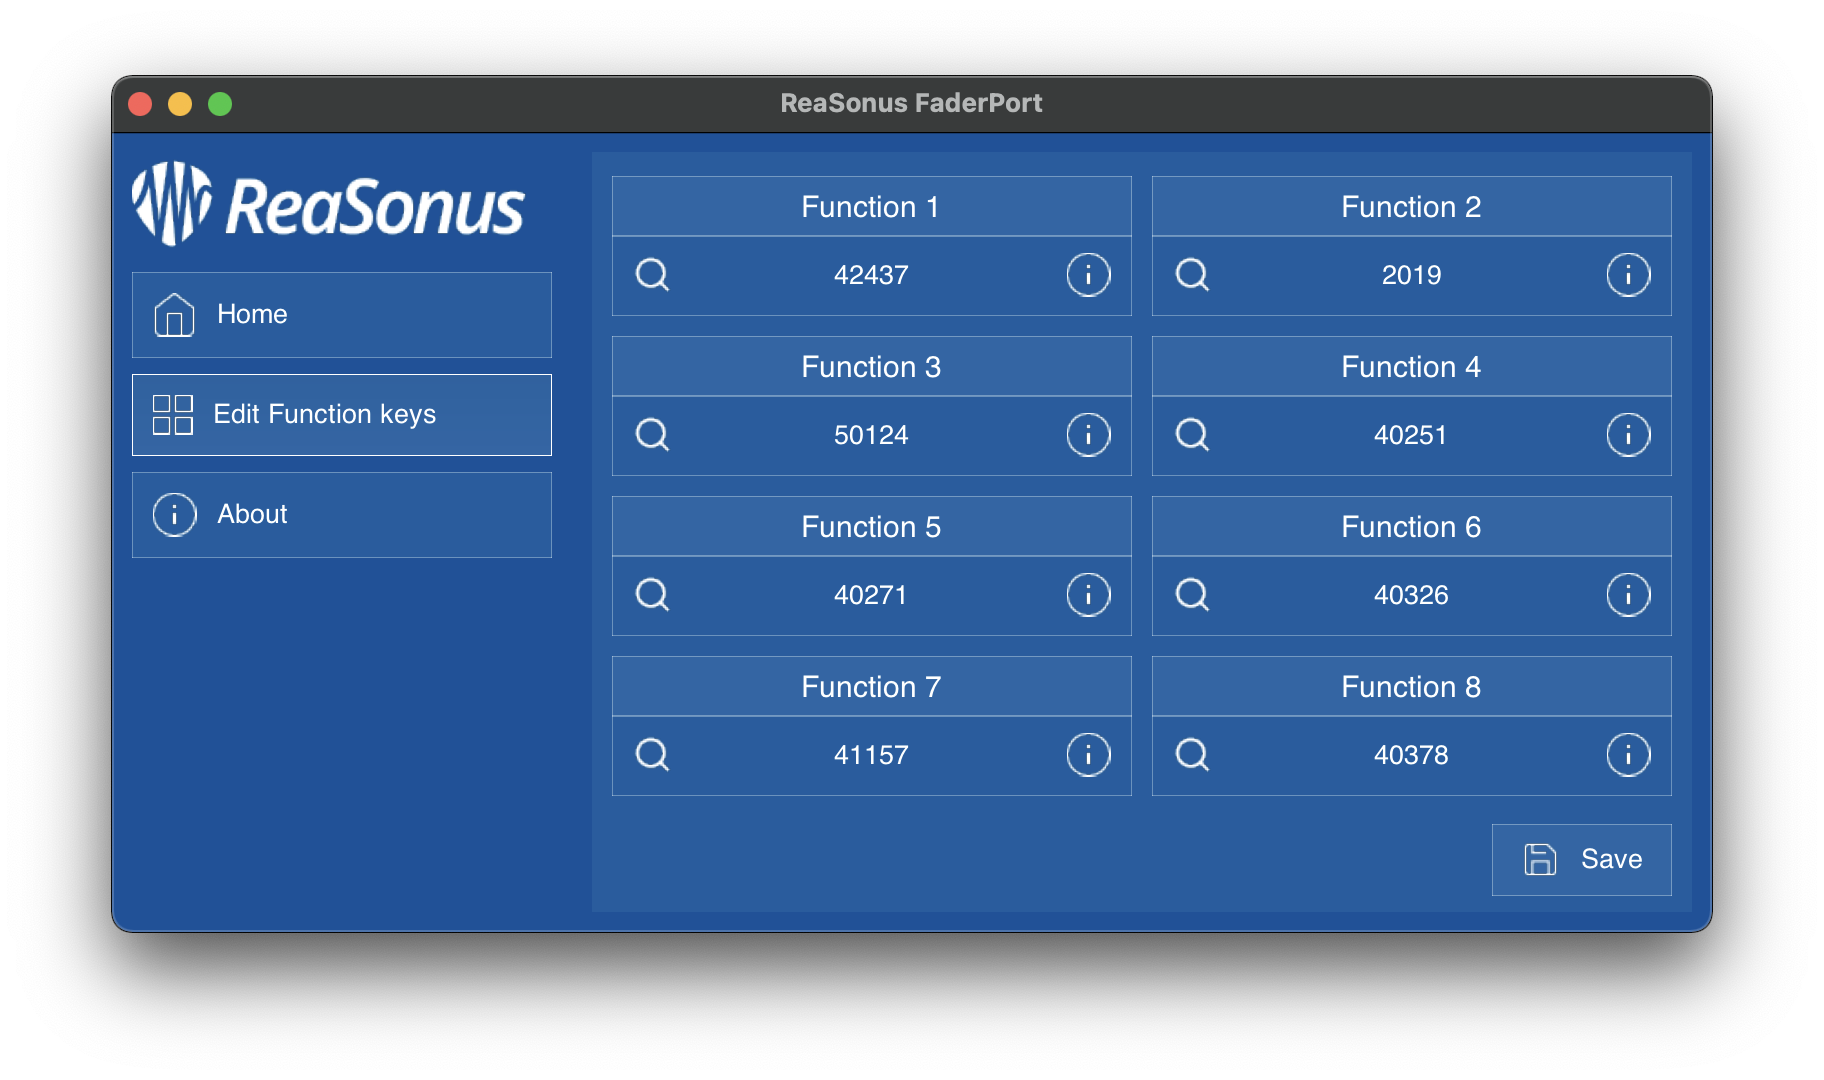 ReaSonus FaderPort
ReaSonus
Home
Edit Function keys
About
Function 1
42437
Function 2
2019
Function 3
50124
Function 4
40251
Function 5
40271
Function 6
40326
Function 7
41157
Function 8
40378
Save